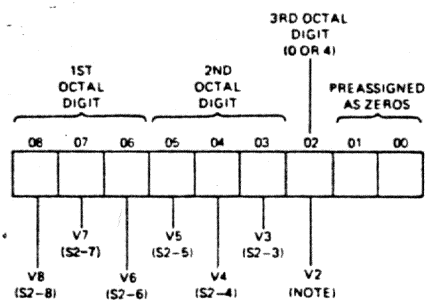 3RD OCTAL
DIGIT
(0 OR 4)
1ST
OCTAL
DIGIT
2ND
OCTAL
DIGIT
PREASSIGNED
AS ZEROS
08 07 06 05 04 03 02 01 00
V7
(S2-7)
V5
(S2-5)
V3
(S2-3)
V8
(S2-8)
V6
(S2-6)
V4
(S2-4)
V2
(NOTE)